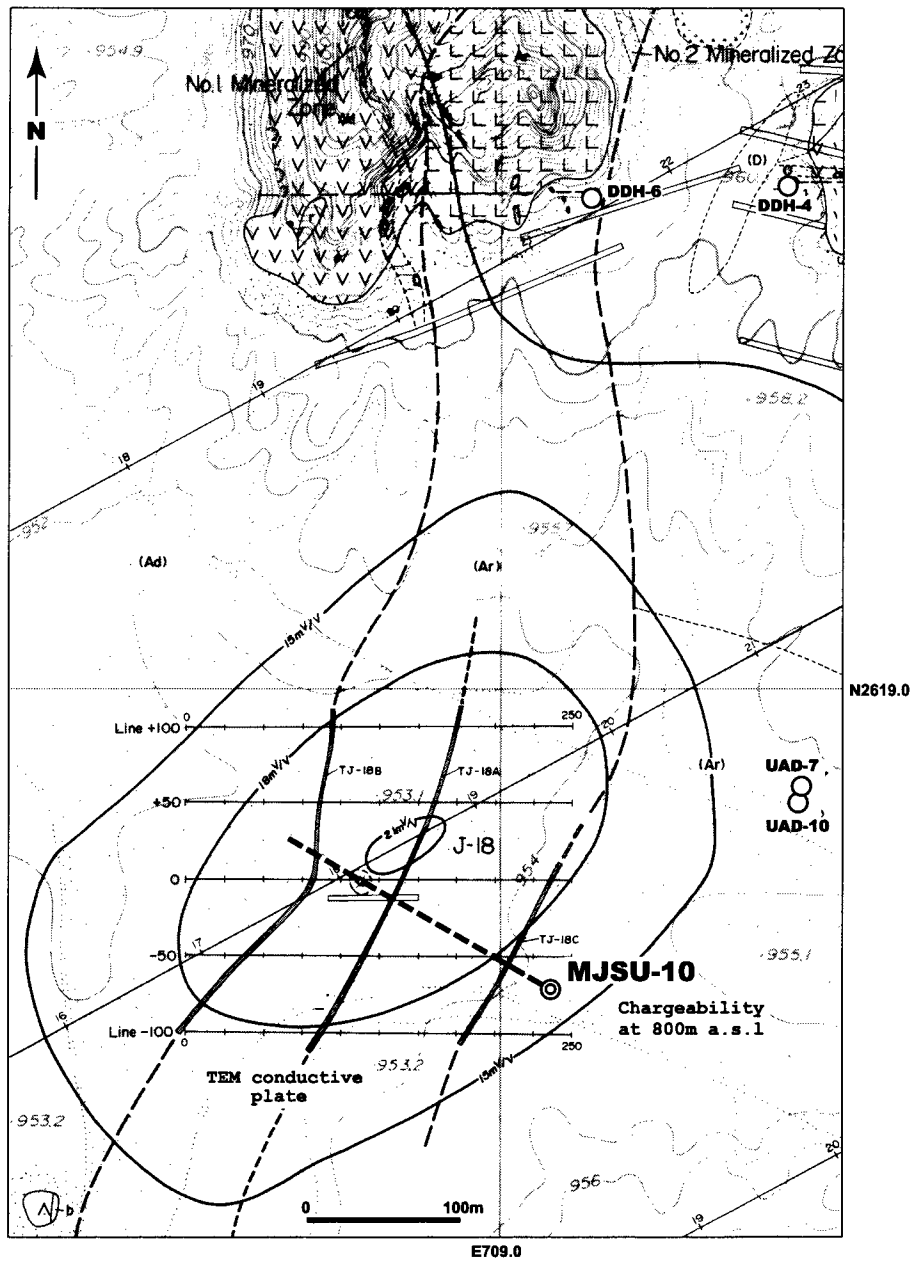 954.9
970
No.1 Mineralized
Zone
No.2 Mineralized Zo
N
23
22
(D)
960
DDH-6
DDH-4
19
958.2
18
952
955.
(Ad)
(Ar)
15mV/V
21
N2619.0
20
Line +100
0
250
18mV/V
TJ-18B
TJ-18A
(Ar)
UAD-7
+50
953.1
19
UAD-10
21mV/V
J-18
954
0
17
-50
TJ-18C
955.1
MJSU-10
16
Chargeability
at 800m a.s.l
Line -100
0
250
953.2
15mV/V
TEM conductive
plate
953.2
20
956
b
0
100m
19
E709.0